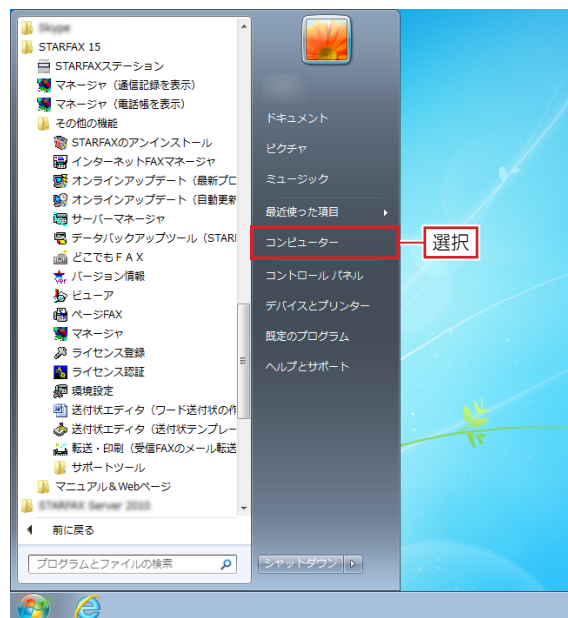 Skype
STARFAX 15
STARFAXステーション
マネージャ（通信記録を表示）
マネージャ（電話帳を表示）
その他の機能
STARFAXのアンインストール
インターネットFAXマネージャ
オンラインアップデート（最新プロ
オンラインアップデート（自動更新
サーバーマネージャ
データバックアップツール（STAR
どこでもＦＡＸ
バージョン情報
ビューア
ページFAX
マネージャ
ライセンス登録
ライセンス認証
環境設定
送付状エディタ（ワード送付状の作
送付状エディタ（送付状テンプレー
転送・印刷（受信FAXのメール転送
サポートツール
マニュアル＆Webページ
STARFAX Server 2010
前に戻る
プログラムとファイルの検索
ドキュメント
ピクチャ
ミュージック
最近使った項目
コンピューター
選択
コントロール パネル
デバイスとプリンター
既定のプログラム
ヘルプとサポート
シャットダウン